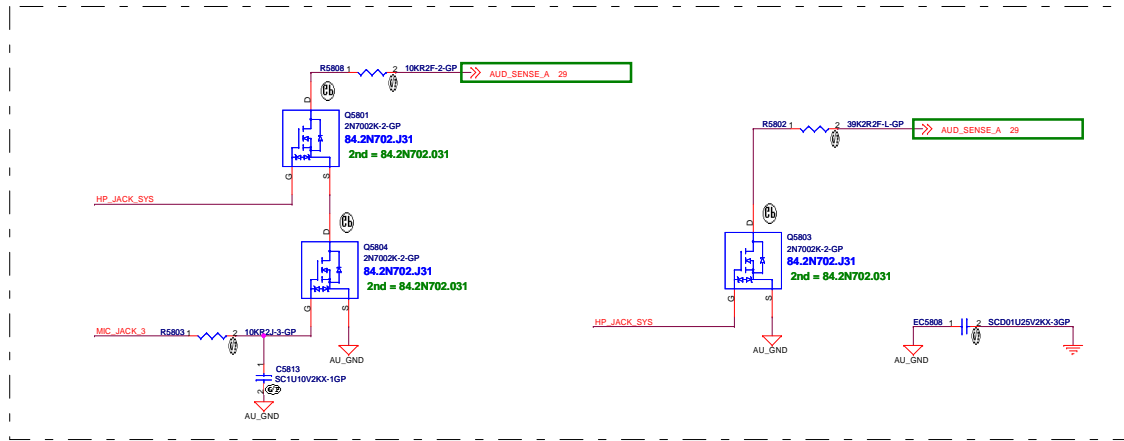 R5808 1 2 10KR2F-2-GP AUD_SENSE_A 29
D
Q5801
2N7002K-2-GP
84.2N702.J31
2nd = 84.2N702.031
G S
HP_JACK_SYS
D
Q5804
2N7002K-2-GP
84.2N702.J31
2nd = 84.2N702.031
G S
MIC_JACK_3 R5803 1 2 10KR2J-3-GP
AU_GND
1
C5813
SC1U10V2KX-1GP
2
AU_GND
R5802 1 2 39K2R2F-L-GP AUD_SENSE_A 29
D
Q5803
2N7002K-2-GP
84.2N702.J31
2nd = 84.2N702.031
G S
HP_JACK_SYS
AU_GND
EC5808 1 2 SCD01U25V2KX-3GP
AU_GND